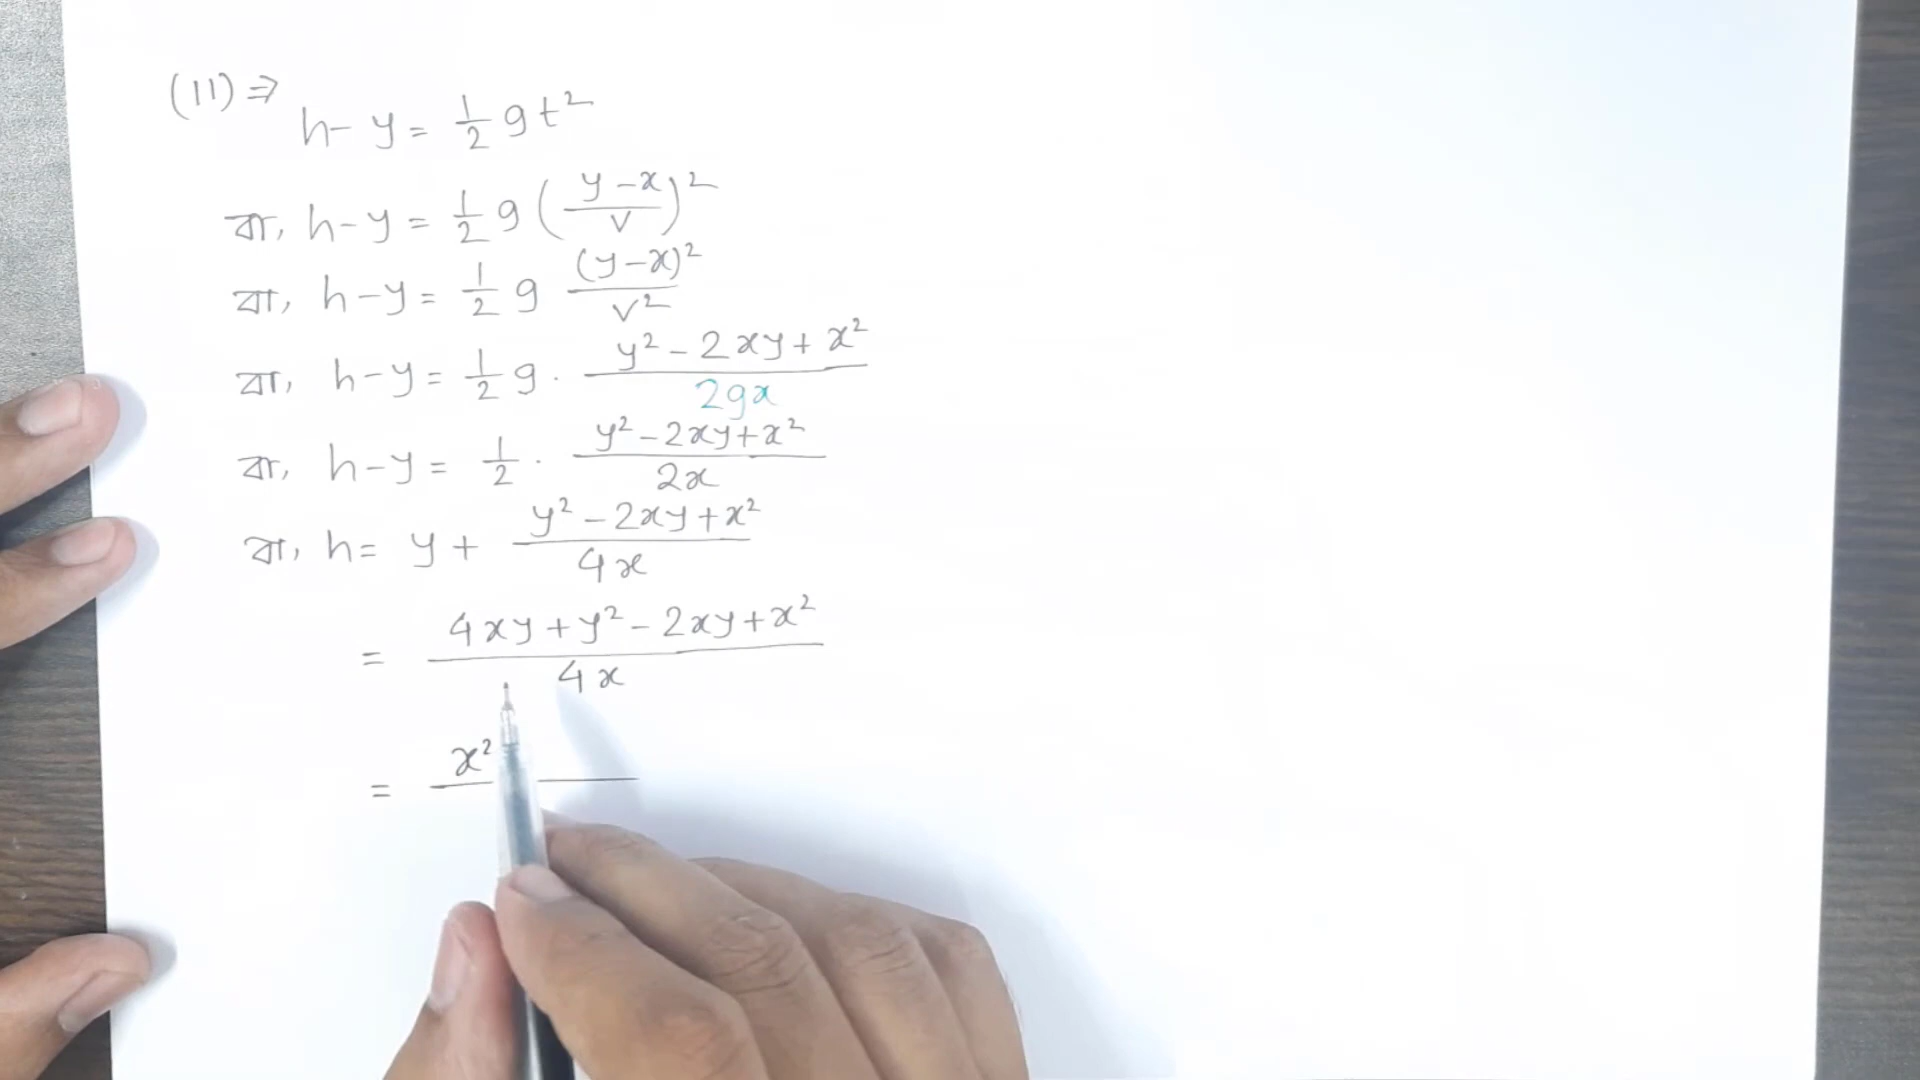 (11) ⇒
h - y = 1/2 gt²
বা, h - y = 1/2 g ((y - x)/v)²
বা, h - y = 1/2 g (y - x)²/v²
বা, h - y = 1/2 g · (y² - 2xy + x²)/2gx
বা, h - y = 1/2 · (y² - 2xy + x²)/2x
বা, h = y + (y² - 2xy + x²)/4x
= (4xy + y² - 2xy + x²)/4x
= x²